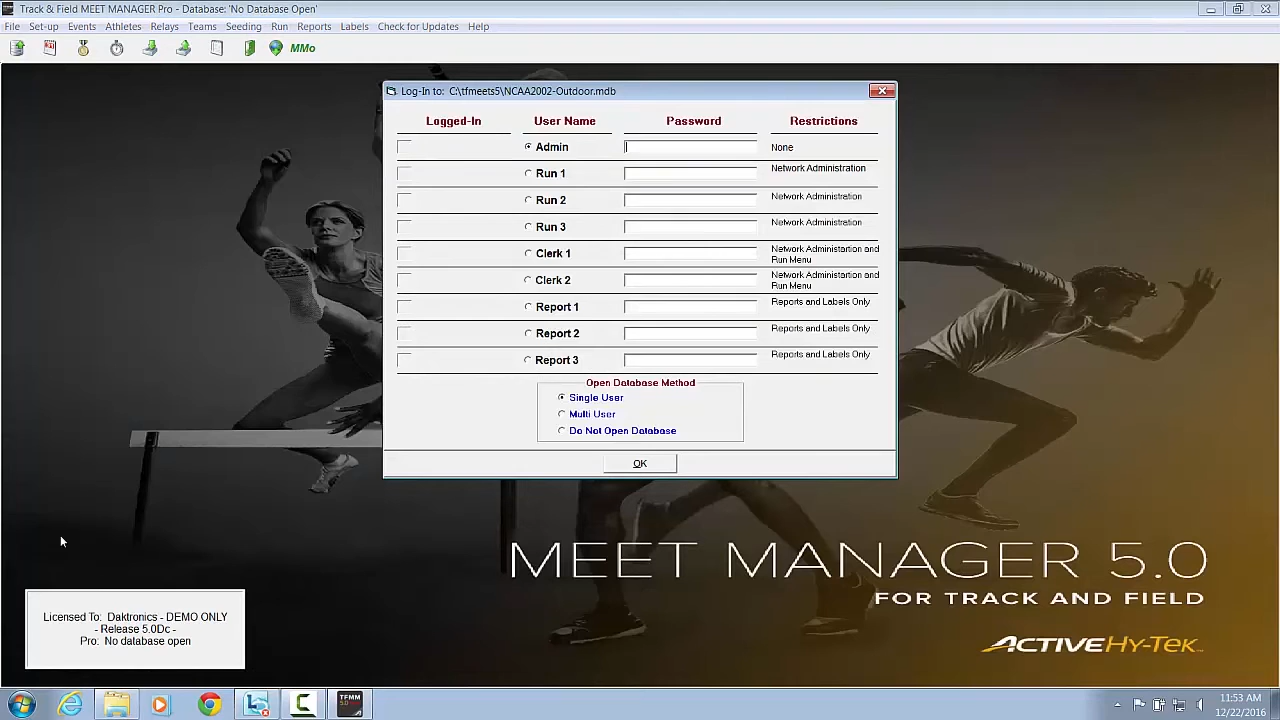 Track & Field MEET MANAGER Pro - Database: 'No Database Open'
File Set-up Events Athletes Relays Teams Seeding Run Reports Labels Check for Updates Help
MMo
Log-In to: C:\tfmeets5\NCAA2002-Outdoor.mdb
Logged-In User Name Password Restrictions
Admin None
Run 1 Network Administration
Run 2 Network Administration
Run 3 Network Administration
Clerk 1 Network Administartion and
Run Menu
Clerk 2 Network Administartion and
Run Menu
Report 1 Reports and Labels Only
Report 2 Reports and Labels Only
Report 3 Reports and Labels Only
Open Database Method
Single User
Multi User
Do Not Open Database
OK
MEET MANAGER 5.0
FOR TRACK AND FIELD
ACTIVE Hy-Tek
Licensed To: Daktronics - DEMO ONLY
- Release 5.0Dc -
Pro: No database open
TFMM
5.0
11:53 AM
12/22/2016